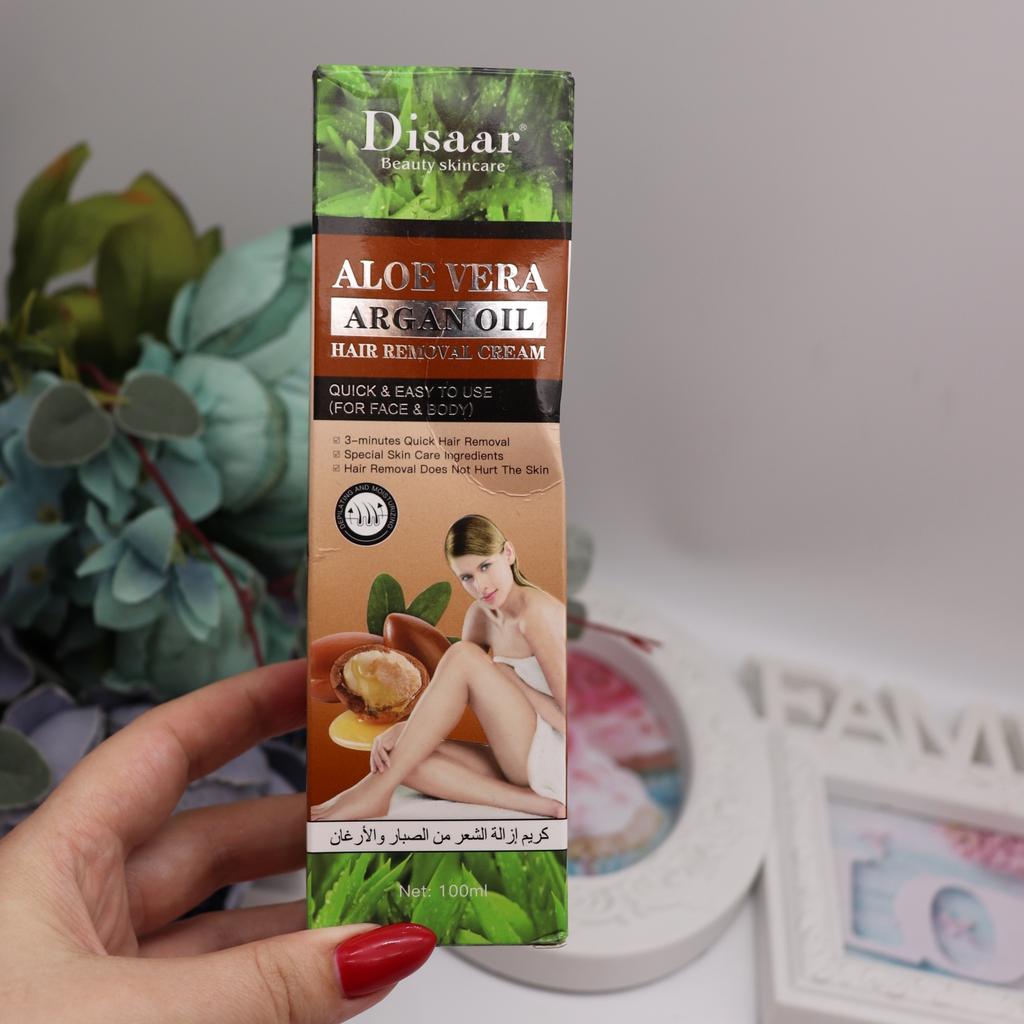 Disaar®
Beauty skincare
ALOE VERA
ARGAN OIL
HAIR REMOVAL CREAM
QUICK & EASY TO USE
(FOR FACE & BODY)
3-minutes Quick Hair Removal
Special Skin Care Ingredients
Hair Removal Does Not Hurt The Skin
DEPILATING AND MOISTURIZING
كريم إزالة الشعر من الصبار والأرغان
Net: 100ml